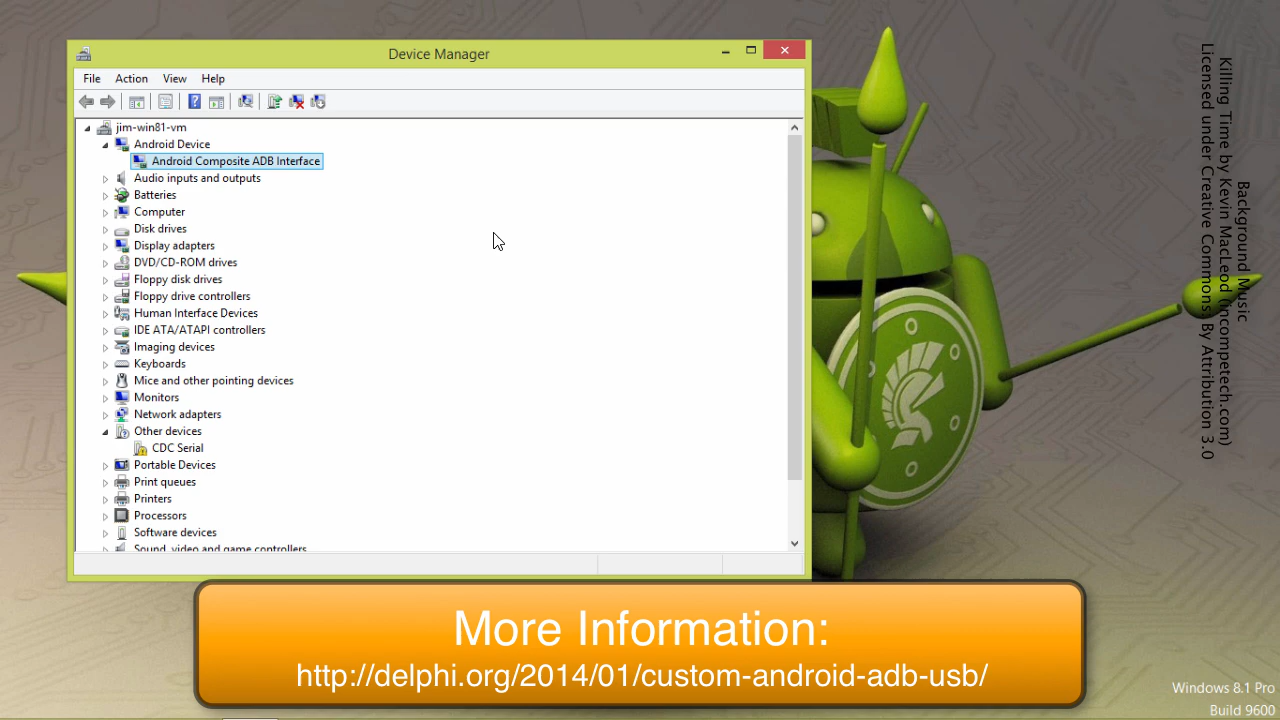 Device Manager
File Action View Help
jim-win81-vm
Android Device
Android Composite ADB Interface
Audio inputs and outputs
Batteries
Computer
Disk drives
Display adapters
DVD/CD-ROM drives
Floppy disk drives
Floppy drive controllers
Human Interface Devices
IDE ATA/ATAPI controllers
Imaging devices
Keyboards
Mice and other pointing devices
Monitors
Network adapters
Other devices
CDC Serial
Portable Devices
Print queues
Printers
Processors
Software devices
Sound, video and game controllers
Background Music
Killing Time by Kevin MacLeod (incompetech.com)
Licensed under Creative Commons: By Attribution 3.0
More Information:
http://delphi.org/2014/01/custom-android-adb-usb/
Windows 8.1 Pro
Build 9600